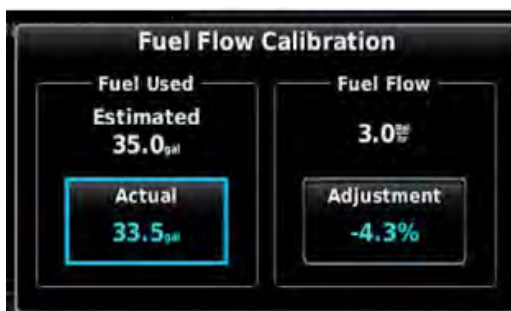 Fuel Flow Calibration
Fuel Used
Estimated
35.0gal
Actual
33.5gal
Fuel Flow
3.0
Adjustment
-4.3%